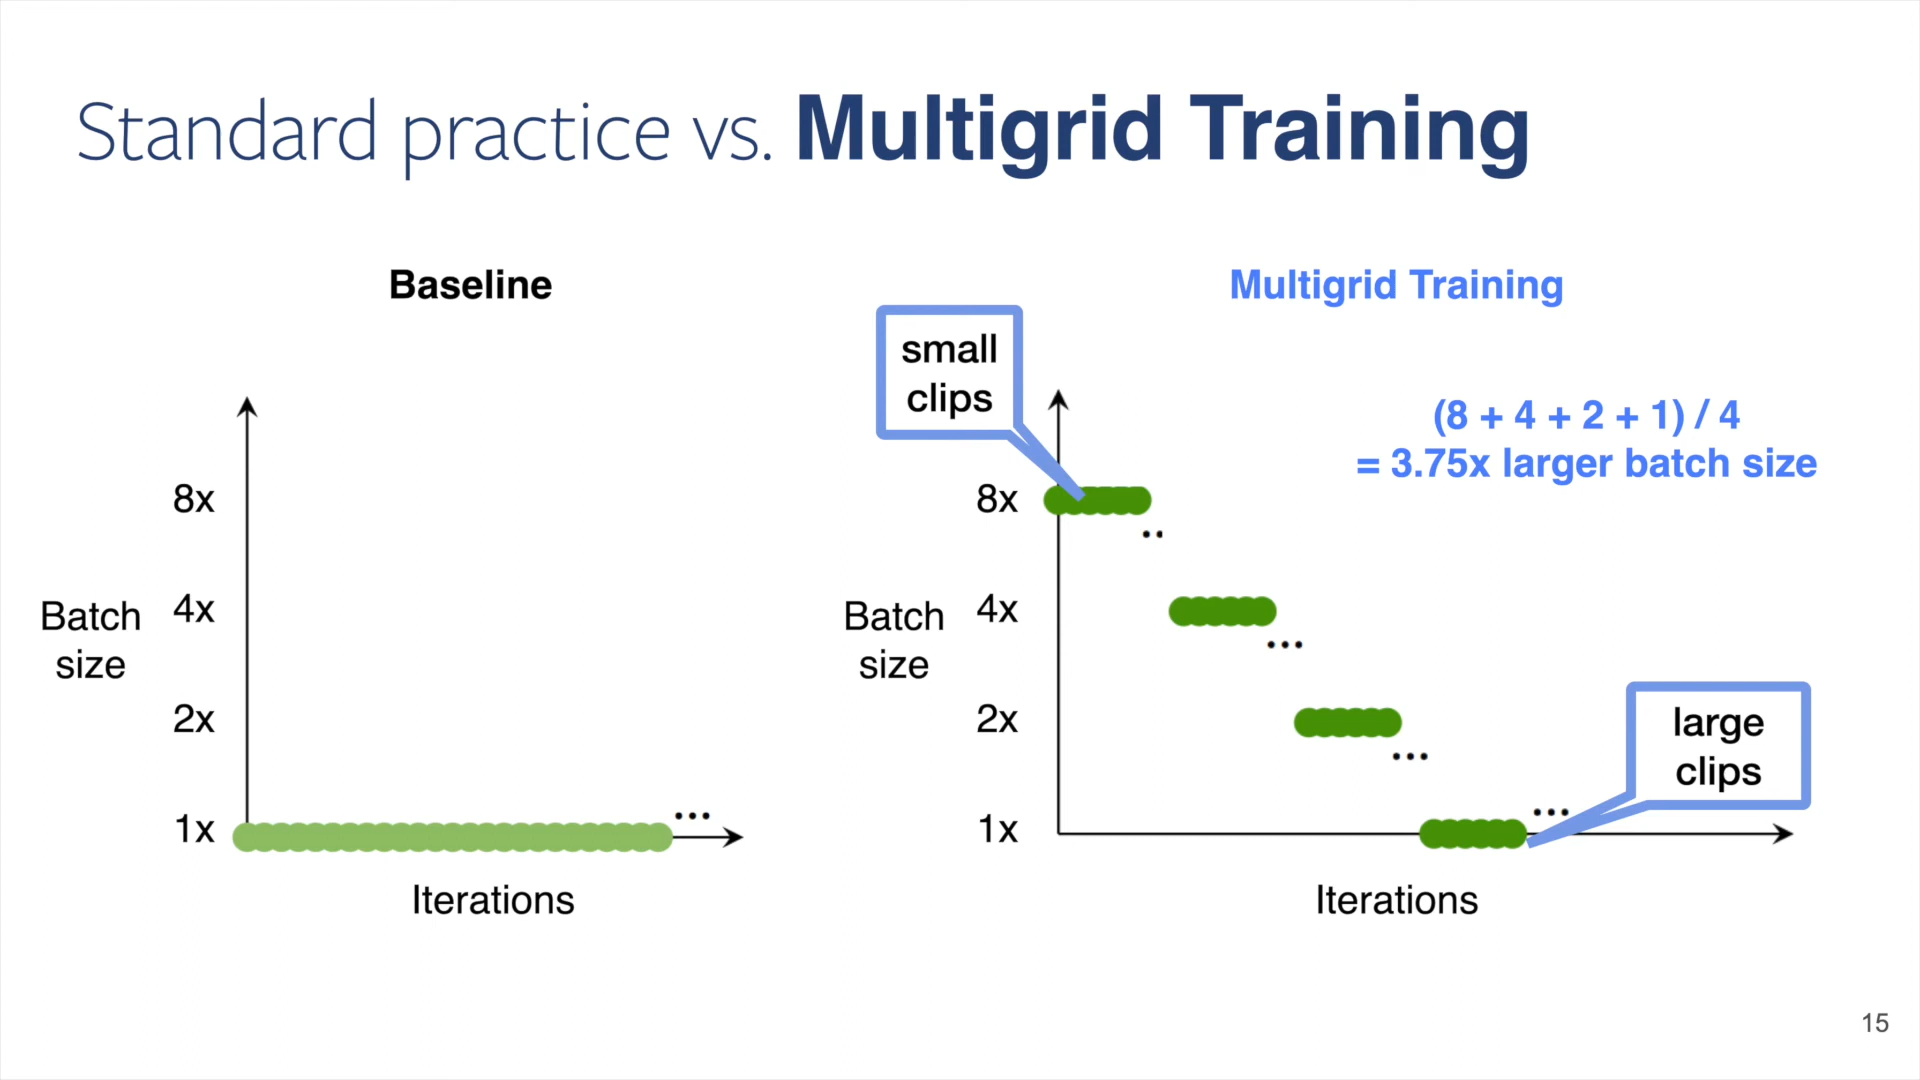 Standard practice vs. Multigrid Training
Baseline
8x
4x
2x
1x
Batch
size
...
Iterations
Multigrid Training
small
clips
(8 + 4 + 2 + 1) / 4
= 3.75x larger batch size
8x
4x
2x
1x
Batch
size
..
...
...
...
large
clips
Iterations
15